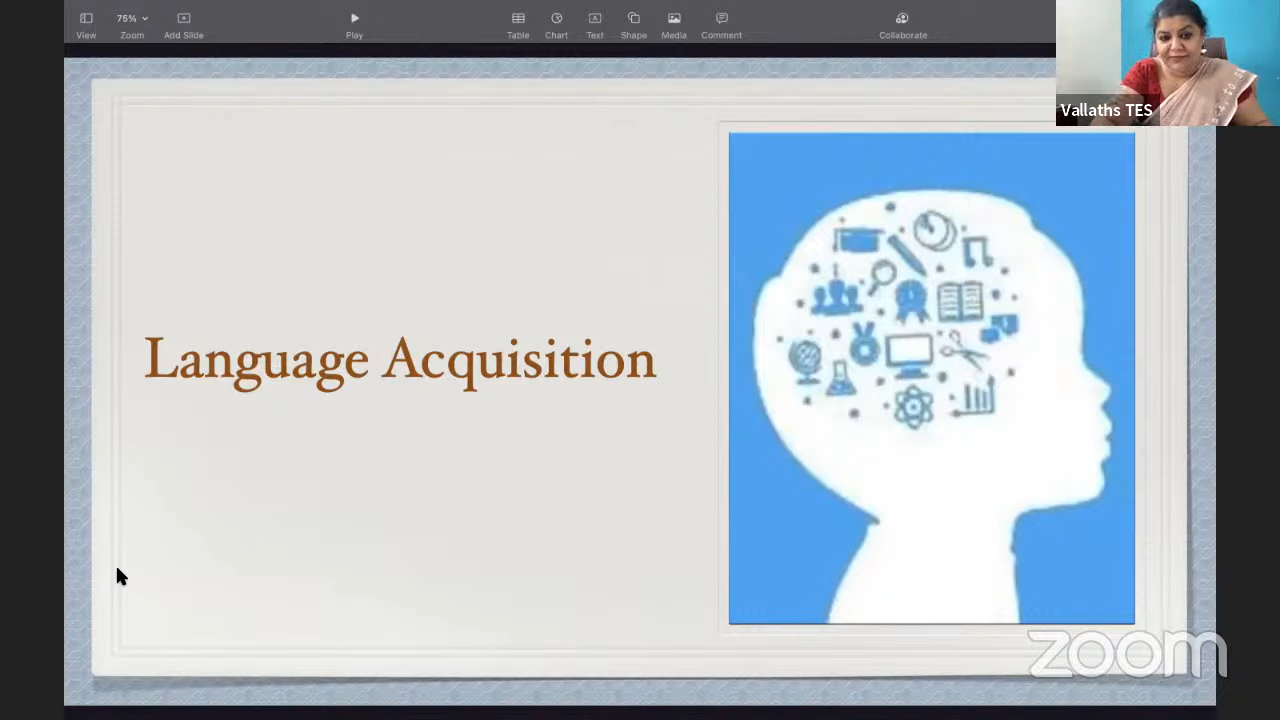 75%
View
Zoom
Add Slide
Play
Table
Chart
Text
Shape
Media
Comment
Collaborate
Vallaths TES
Language Acquisition
zoom